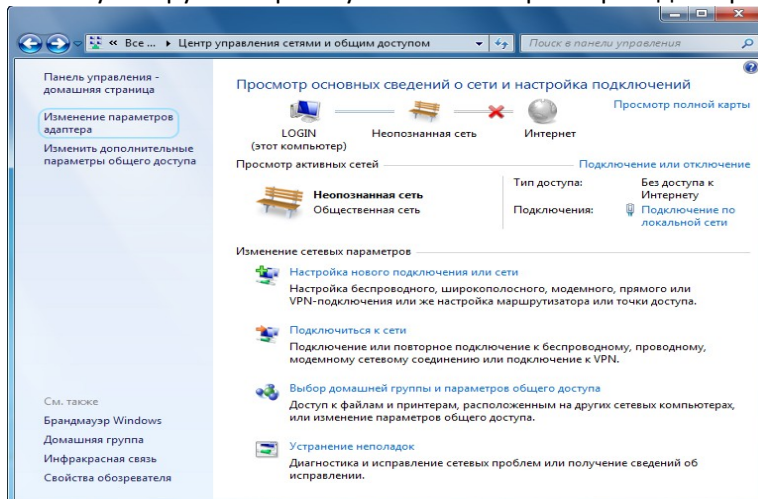 « Все ... ▸ Центр управления сетями и общим доступом
Поиск в панели управления
Панель управления -
домашняя страница
Изменение параметров
адаптера
Изменить дополнительные
параметры общего доступа
См. также
Брандмауэр Windows
Домашняя группа
Инфракрасная связь
Свойства обозревателя
Просмотр основных сведений о сети и настройка подключений
Просмотр полной карты
LOGIN
(этот компьютер)
Неопознанная сеть
Интернет
Просмотр активных сетей
Подключение или отключение
Неопознанная сеть
Общественная сеть
Тип доступа: Без доступа к
Интернету
Подключения: Подключение по
локальной сети
Изменение сетевых параметров
Настройка нового подключения или сети
Настройка беспроводного, широкополосного, модемного, прямого или
VPN-подключения или же настройка маршрутизатора или точки доступа.
Подключиться к сети
Подключение или повторное подключение к беспроводному, проводному,
модемному сетевому соединению или подключение к VPN.
Выбор домашней группы и параметров общего доступа
Доступ к файлам и принтерам, расположенным на других сетевых компьютерах,
или изменение параметров общего доступа.
Устранение неполадок
Диагностика и исправление сетевых проблем или получение сведений об
исправлении.